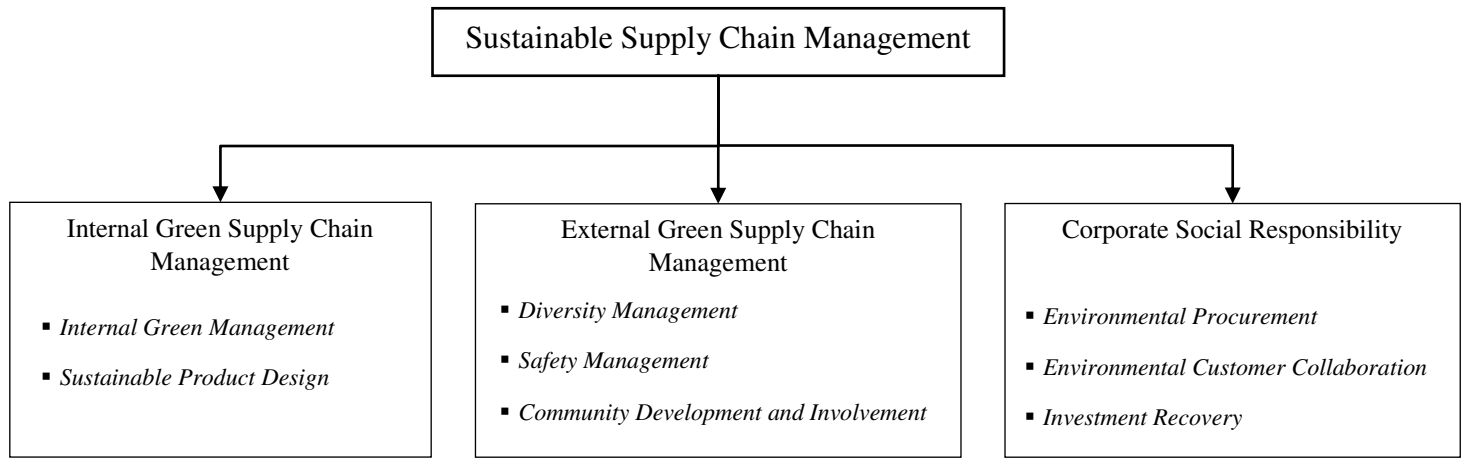 Sustainable Supply Chain Management
Internal Green Supply Chain
Management
▪ Internal Green Management
▪ Sustainable Product Design
External Green Supply Chain
Management
▪ Diversity Management
▪ Safety Management
▪ Community Development and Involvement
Corporate Social Responsibility
▪ Environmental Procurement
▪ Environmental Customer Collaboration
▪ Investment Recovery